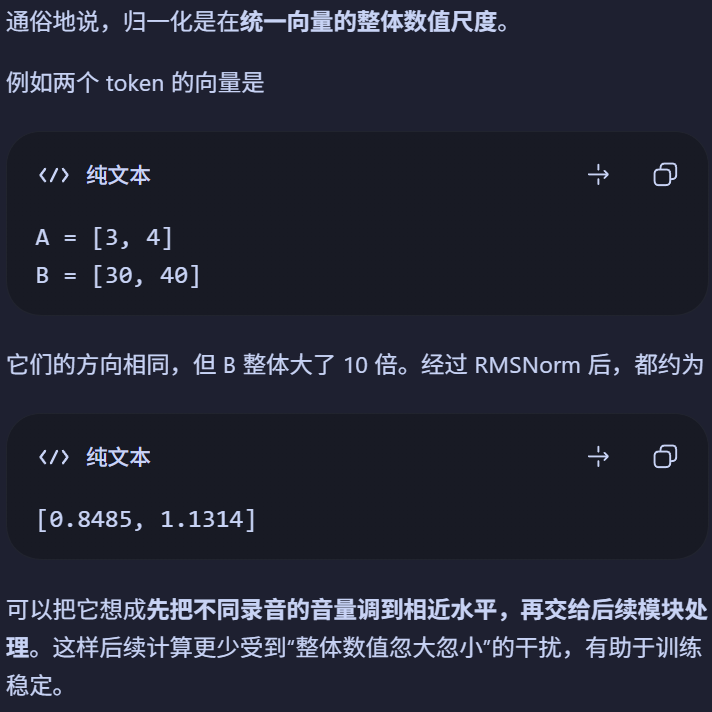 通俗地说，归一化是在统一向量的整体数值尺度。
例如两个 token 的向量是
</> 纯文本
A = [3, 4]
B = [30, 40]
它们的方向相同，但 B 整体大了 10 倍。经过 RMSNorm 后，都约为
</> 纯文本
[0.8485, 1.1314]
可以把它想成先把不同录音的音量调到相近水平，再交给后续模块处
理。这样后续计算更少受到“整体数值忽大忽小”的干扰，有助于训练
稳定。